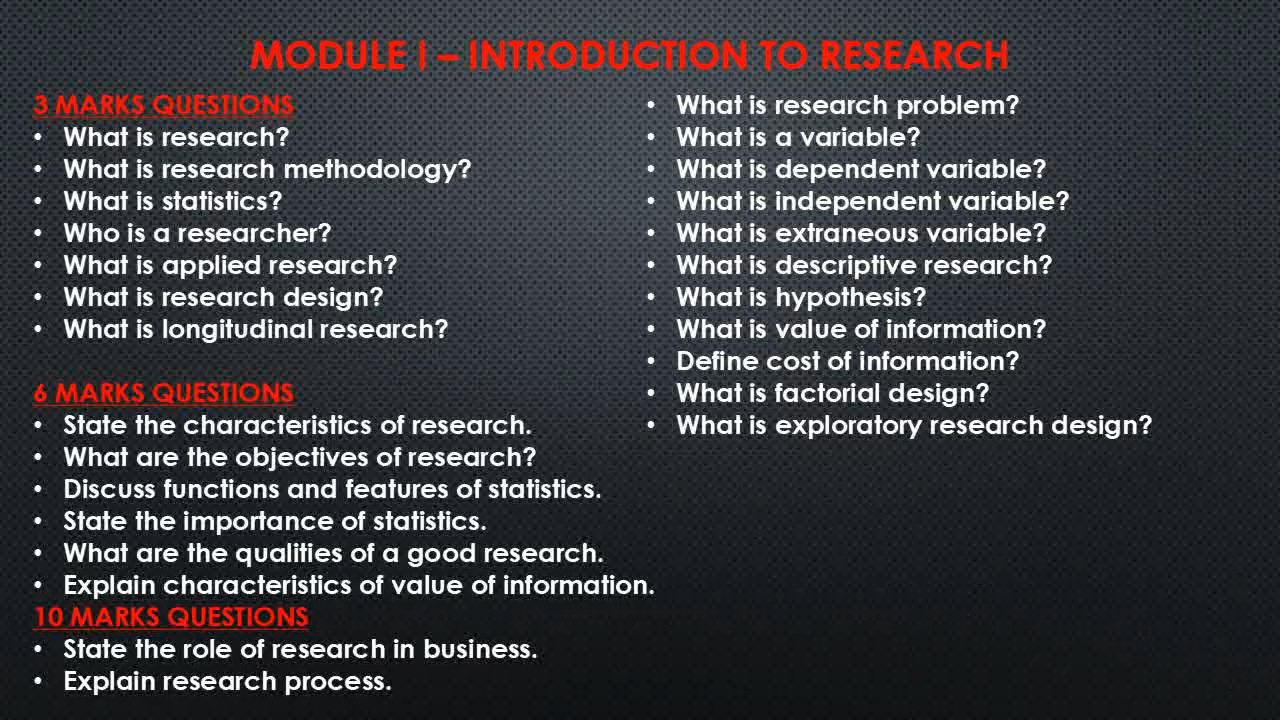 MODULE I – INTRODUCTION TO RESEARCH
3 MARKS QUESTIONS
• What is research?
• What is research methodology?
• What is statistics?
• Who is a researcher?
• What is applied research?
• What is research design?
• What is longitudinal research?
6 MARKS QUESTIONS
• State the characteristics of research.
• What are the objectives of research?
• Discuss functions and features of statistics.
• State the importance of statistics.
• What are the qualities of a good research.
• Explain characteristics of value of information.
10 MARKS QUESTIONS
• State the role of research in business.
• Explain research process.
• What is research problem?
• What is a variable?
• What is dependent variable?
• What is independent variable?
• What is extraneous variable?
• What is descriptive research?
• What is hypothesis?
• What is value of information?
• Define cost of information?
• What is factorial design?
• What is exploratory research design?